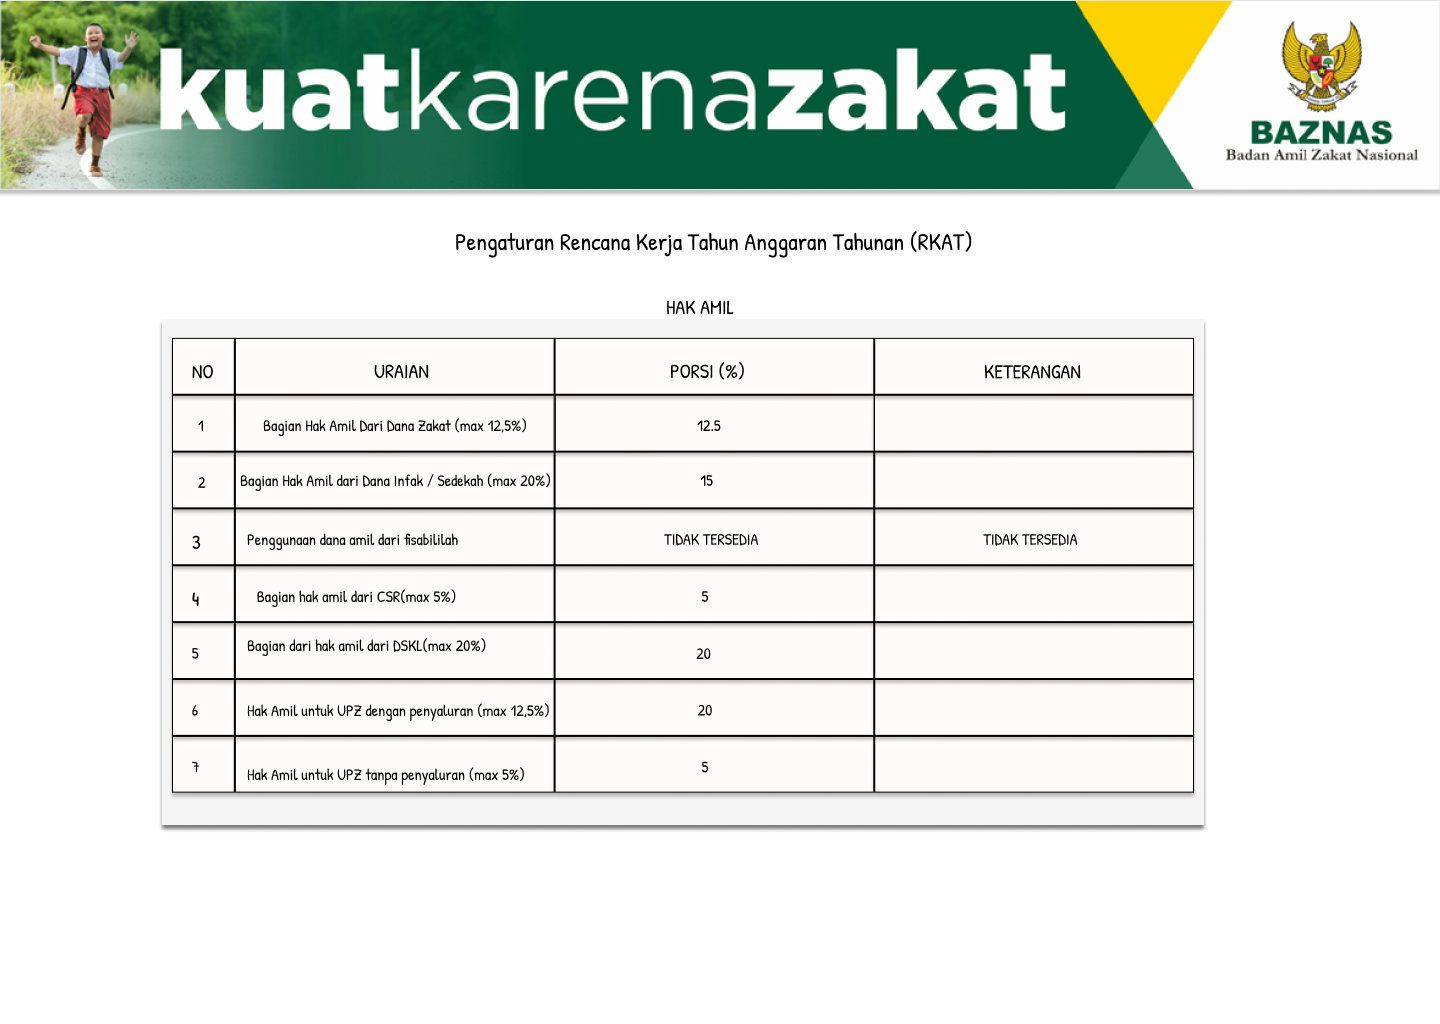 kuatkarenazakat
BAZNAS
Badan Amil Zakat Nasional
Pengaturan Rencana Kerja Tahun Anggaran Tahunan (RKAT)
HAK AMIL
NO URAIAN PORSI (%) KETERANGAN
1 Bagian Hak Amil Dari Dana Zakat (max 12,5%) 12.5
2 Bagian Hak Amil dari Dana Infak / Sedekah (max 20%) 15
3 Penggunaan dana amil dari fisabililah TIDAK TERSEDIA TIDAK TERSEDIA
4 Bagian hak amil dari CSR(max 5%) 5
5 Bagian dari hak amil dari DSKL(max 20%) 20
6 Hak Amil untuk UPZ dengan penyaluran (max 12,5%) 20
7 Hak Amil untuk UPZ tanpa penyaluran (max 5%) 5